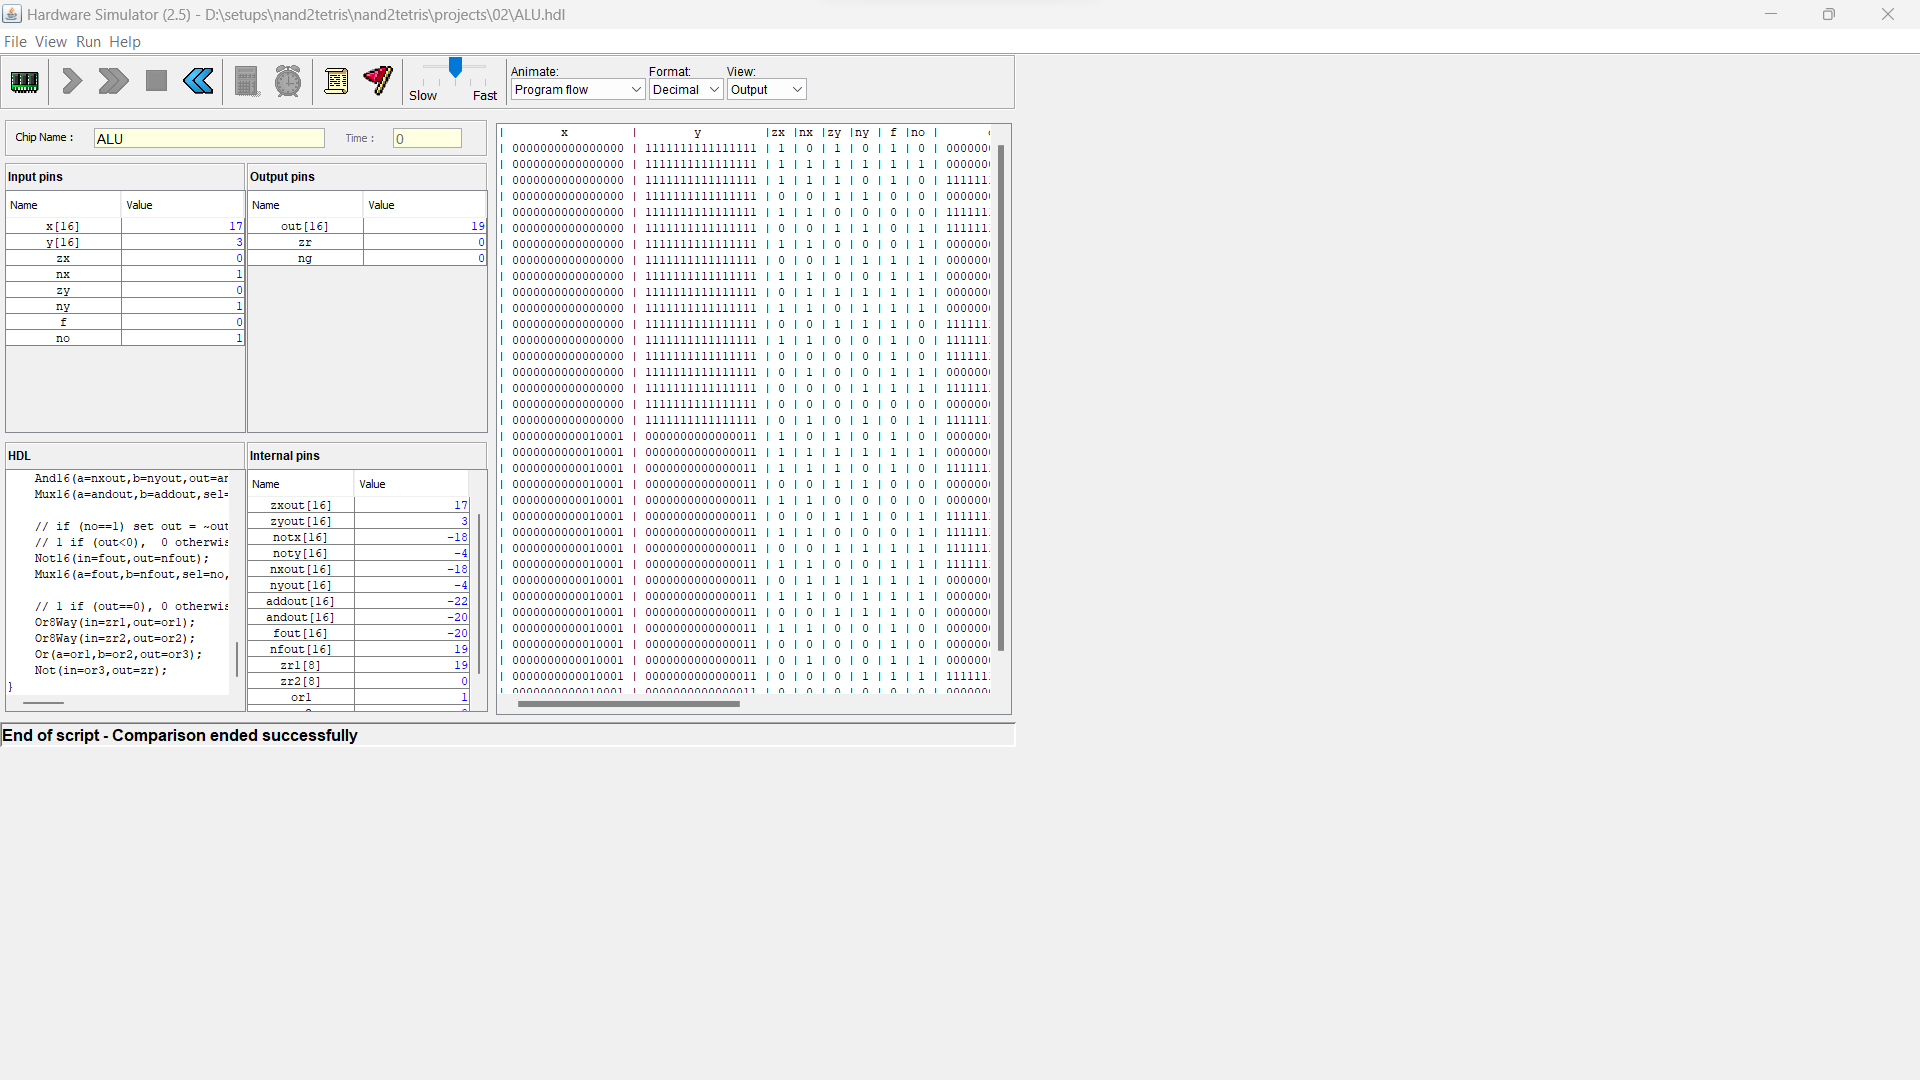 Hardware Simulator (2.5) - D:\setups\nand2tetris\nand2tetris\projects\02\ALU.hdl
File View Run Help
Slow Fast
Animate: Format: View:
Program flow Decimal Output
Chip Name : ALU Time : 0
Input pins
Name Value
x[16] 17
y[16] 3
zx 0
nx 1
zy 0
ny 1
f 0
no 1
Output pins
Name Value
out[16] 19
zr 0
ng 0
HDL
And16(a=nxout,b=nyout,out=an
Mux16(a=andout,b=addout,sel=
// if (no==1) set out = ~out
// 1 if (out<0), 0 otherwis
Not16(in=fout,out=nfout);
Mux16(a=fout,b=nfout,sel=no,
// 1 if (out==0), 0 otherwis
Or8Way(in=zr1,out=or1);
Or8Way(in=zr2,out=or2);
Or(a=or1,b=or2,out=or3);
Not(in=or3,out=zr);
}
Internal pins
Name Value
zxout[16] 17
zyout[16] 3
notx[16] -18
noty[16] -4
nxout[16] -18
nyout[16] -4
addout[16] -22
andout[16] -20
fout[16] -20
nfout[16] 19
zr1[8] 19
zr2[8] 0
or1 1
| x | y |zx |nx |zy |ny | f |no |
| 0000000000000000 | 1111111111111111 | 1 | 0 | 1 | 0 | 1 | 0 | 000000
| 0000000000000000 | 1111111111111111 | 1 | 1 | 1 | 1 | 1 | 1 | 000000
| 0000000000000000 | 1111111111111111 | 1 | 1 | 1 | 0 | 1 | 0 | 111111
| 0000000000000000 | 1111111111111111 | 0 | 0 | 1 | 1 | 0 | 0 | 000000
| 0000000000000000 | 1111111111111111 | 1 | 1 | 0 | 0 | 0 | 0 | 111111
| 0000000000000000 | 1111111111111111 | 0 | 0 | 1 | 1 | 0 | 1 | 111111
| 0000000000000000 | 1111111111111111 | 1 | 1 | 0 | 0 | 0 | 1 | 000000
| 0000000000000000 | 1111111111111111 | 0 | 0 | 1 | 1 | 1 | 1 | 000000
| 0000000000000000 | 1111111111111111 | 1 | 1 | 0 | 0 | 1 | 1 | 000000
| 0000000000000000 | 1111111111111111 | 0 | 1 | 1 | 1 | 1 | 1 | 000000
| 0000000000000000 | 1111111111111111 | 1 | 1 | 0 | 1 | 1 | 1 | 000000
| 0000000000000000 | 1111111111111111 | 0 | 0 | 1 | 1 | 1 | 0 | 111111
| 0000000000000000 | 1111111111111111 | 1 | 1 | 0 | 0 | 1 | 0 | 111111
| 0000000000000000 | 1111111111111111 | 0 | 0 | 0 | 0 | 1 | 0 | 111111
| 0000000000000000 | 1111111111111111 | 0 | 1 | 0 | 0 | 1 | 1 | 000000
| 0000000000000000 | 1111111111111111 | 0 | 0 | 0 | 1 | 1 | 1 | 111111
| 0000000000000000 | 1111111111111111 | 0 | 0 | 0 | 0 | 0 | 0 | 000000
| 0000000000000000 | 1111111111111111 | 0 | 1 | 0 | 1 | 0 | 1 | 111111
| 0000000000010001 | 0000000000000011 | 1 | 0 | 1 | 0 | 1 | 0 | 000000
| 0000000000010001 | 0000000000000011 | 1 | 1 | 1 | 1 | 1 | 1 | 000000
| 0000000000010001 | 0000000000000011 | 1 | 1 | 1 | 0 | 1 | 0 | 111111
| 0000000000010001 | 0000000000000011 | 0 | 0 | 1 | 1 | 0 | 0 | 000000
| 0000000000010001 | 0000000000000011 | 1 | 1 | 0 | 0 | 0 | 0 | 000000
| 0000000000010001 | 0000000000000011 | 0 | 0 | 1 | 1 | 0 | 1 | 111111
| 0000000000010001 | 0000000000000011 | 1 | 1 | 0 | 0 | 0 | 1 | 111111
| 0000000000010001 | 0000000000000011 | 0 | 0 | 1 | 1 | 1 | 1 | 111111
| 0000000000010001 | 0000000000000011 | 1 | 1 | 0 | 0 | 1 | 1 | 111111
| 0000000000010001 | 0000000000000011 | 0 | 1 | 1 | 1 | 1 | 1 | 000000
| 0000000000010001 | 0000000000000011 | 1 | 1 | 0 | 1 | 1 | 1 | 000000
| 0000000000010001 | 0000000000000011 | 0 | 0 | 1 | 1 | 1 | 0 | 000000
| 0000000000010001 | 0000000000000011 | 1 | 1 | 0 | 0 | 1 | 0 | 000000
| 0000000000010001 | 0000000000000011 | 0 | 0 | 0 | 0 | 1 | 0 | 000000
| 0000000000010001 | 0000000000000011 | 0 | 1 | 0 | 0 | 1 | 1 | 000000
| 0000000000010001 | 0000000000000011 | 0 | 0 | 0 | 1 | 1 | 1 | 111111
| 0000000000010001 | 0000000000000011 | 0 | 0 | 0 | 0 | 0 | 0 | 000000
End of script - Comparison ended successfully